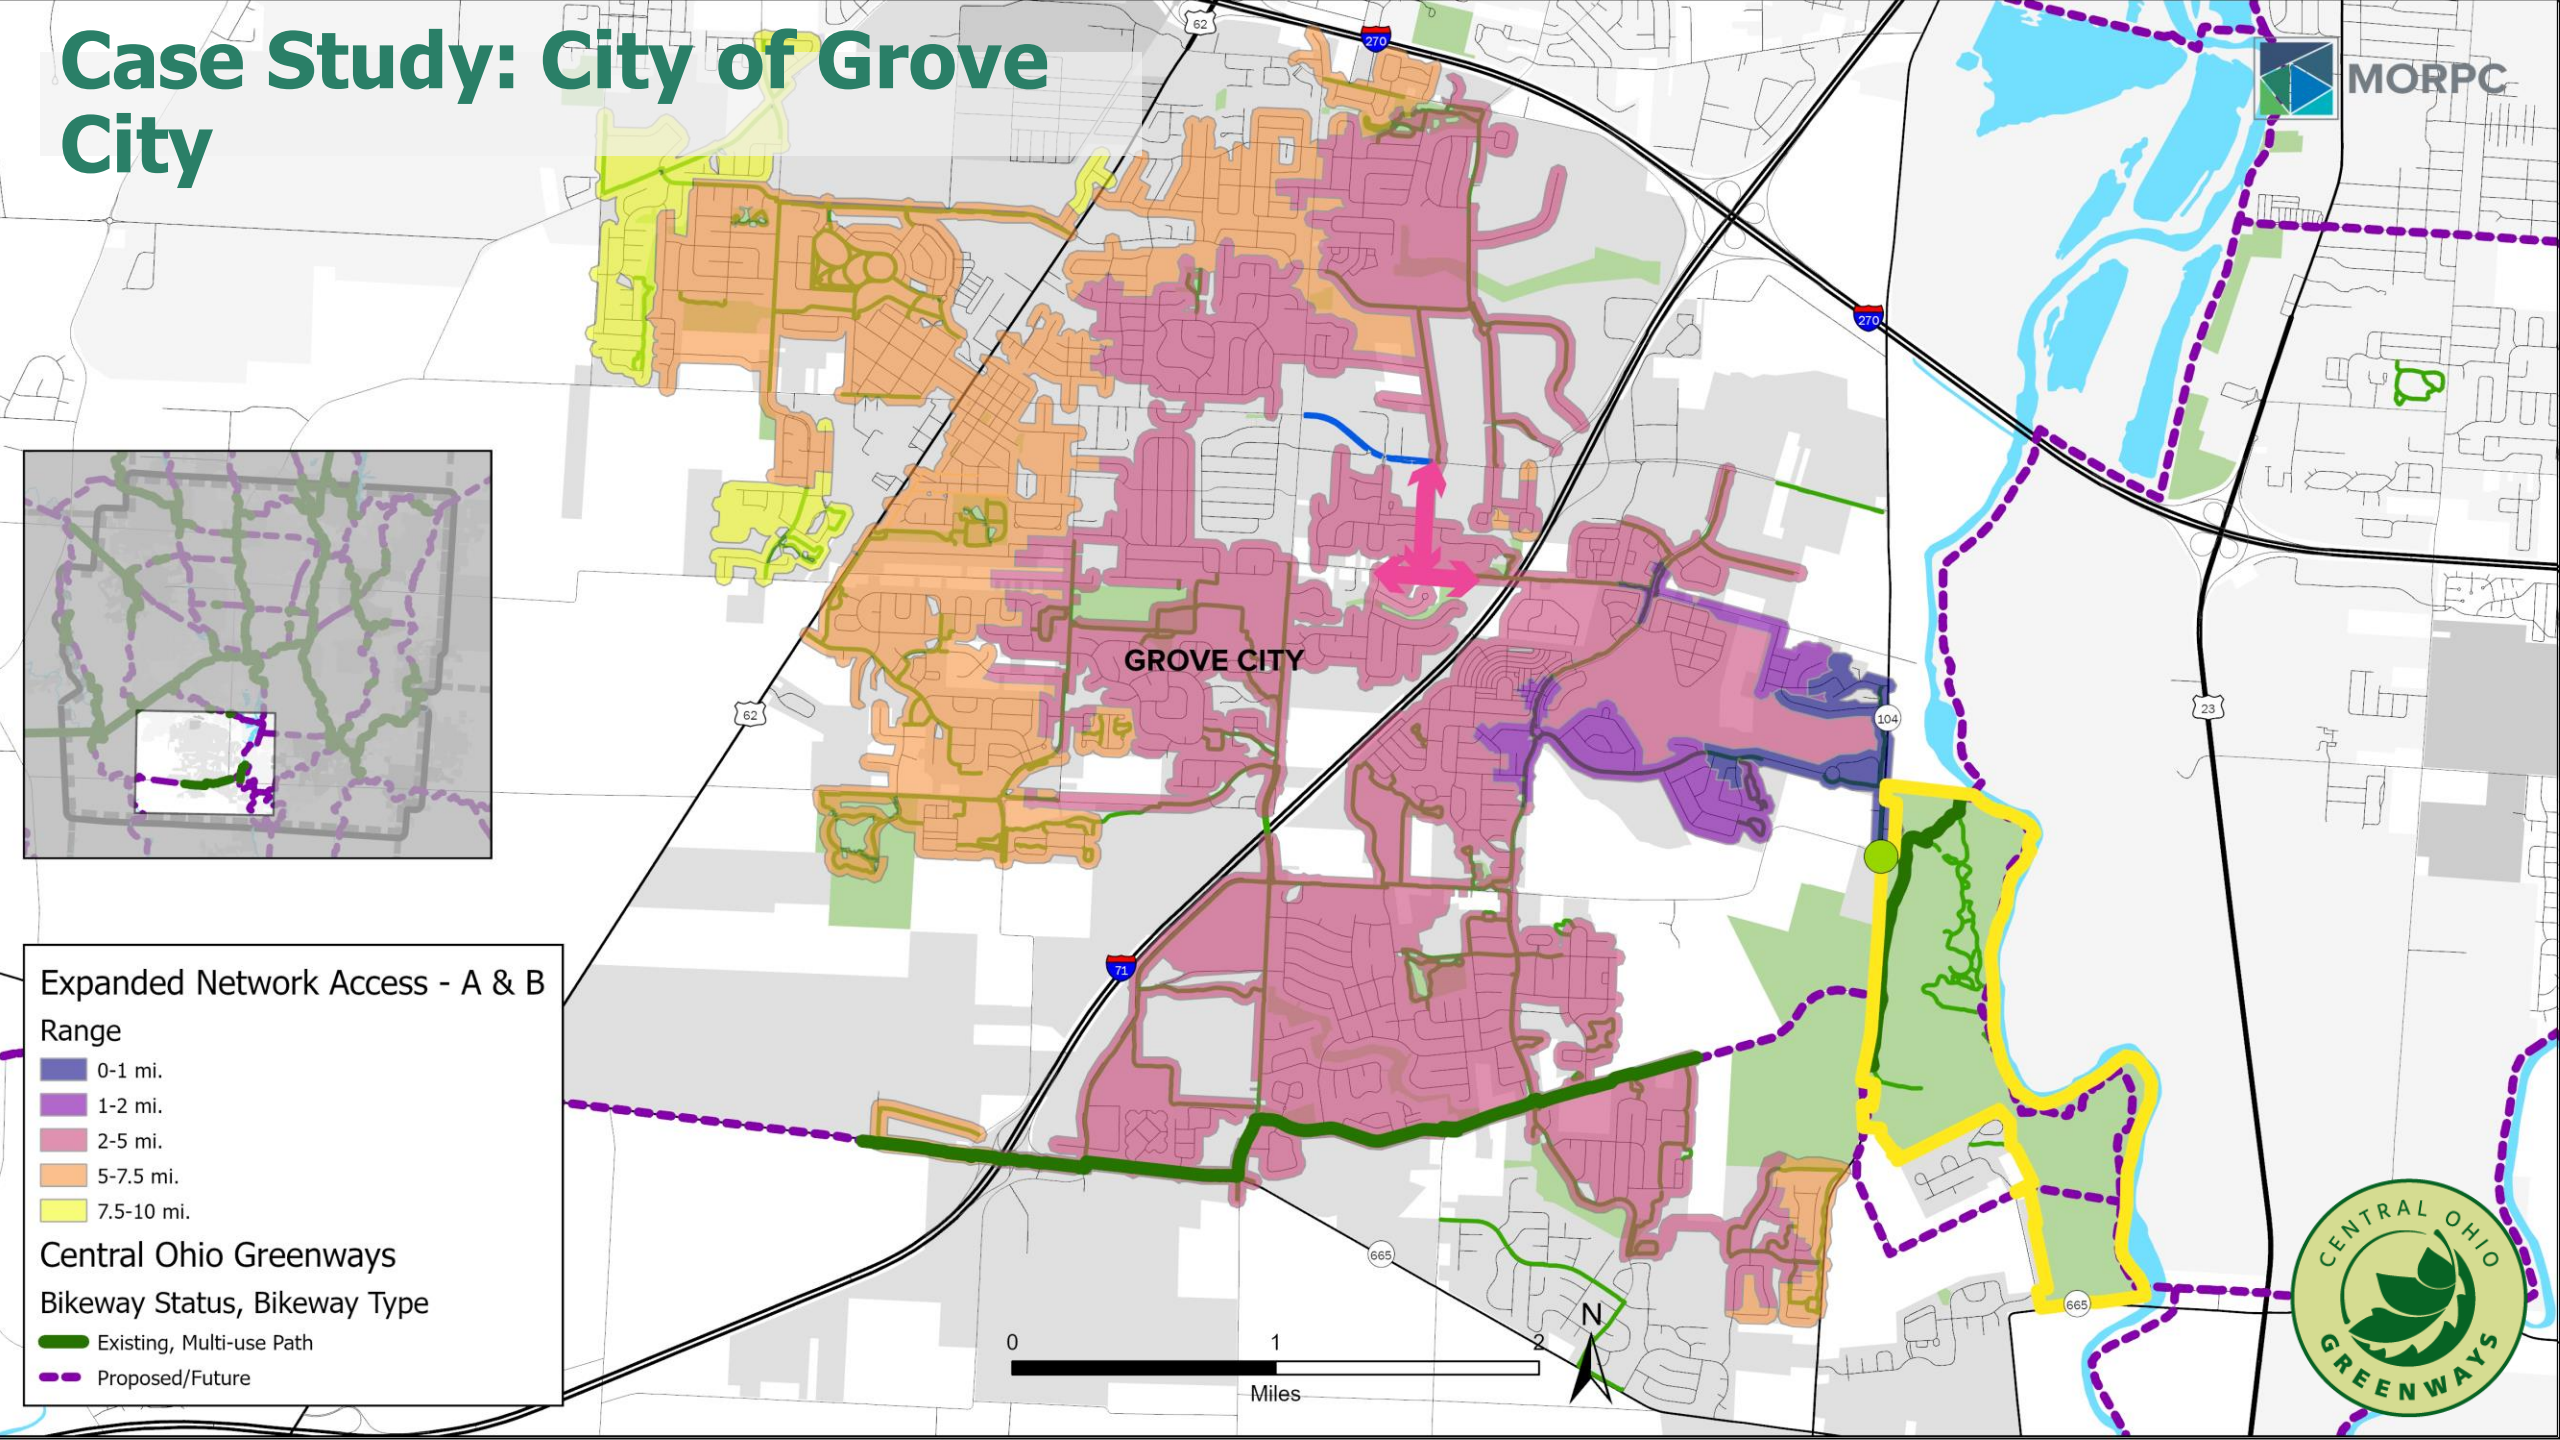 Case Study: City of Grove
City
MORPC
62
270
270
GROVE CITY
62
104
23
71
665
665
Expanded Network Access - A & B
Range
0-1 mi.
1-2 mi.
2-5 mi.
5-7.5 mi.
7.5-10 mi.
Central Ohio Greenways
Bikeway Status, Bikeway Type
Existing, Multi-use Path
Proposed/Future
0 1 2
Miles
N
CENTRAL OHIO
GREENWAYS